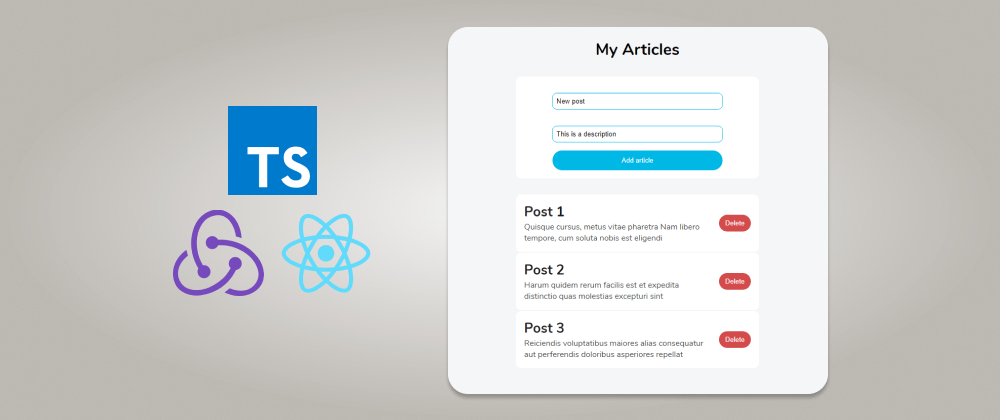 TS
My Articles
New post
This is a description
Add article
Post 1
Quisque cursus, metus vitae pharetra Nam libero
tempore, cum soluta nobis est eligendi
Delete
Post 2
Harum quidem rerum facilis est et expedita
distinctio quas molestias excepturi sint
Delete
Post 3
Reiciendis voluptatibus maiores alias consequatur
aut perferendis doloribus asperiores repellat
Delete